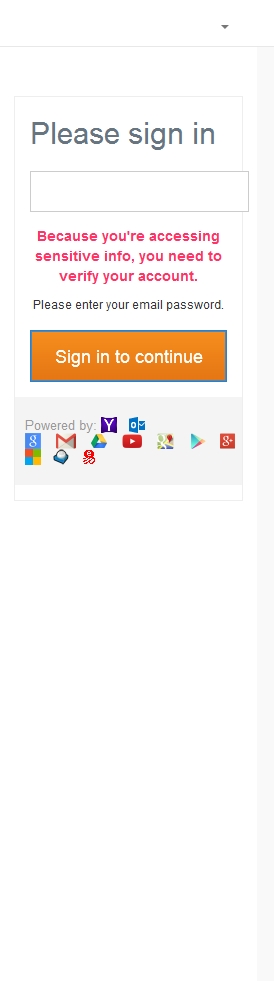 Please sign in
Because you're accessing
sensitive info, you need to
verify your account.
Please enter your email password.
Sign in to continue
Powered by: